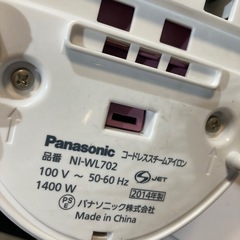 Panasonic コードレススチームアイロン
品番 NI-WL702
100 V ～ 50-60 Hz S JET
1400 W 2014年製
PSE パナソニック株式会社
Made in China